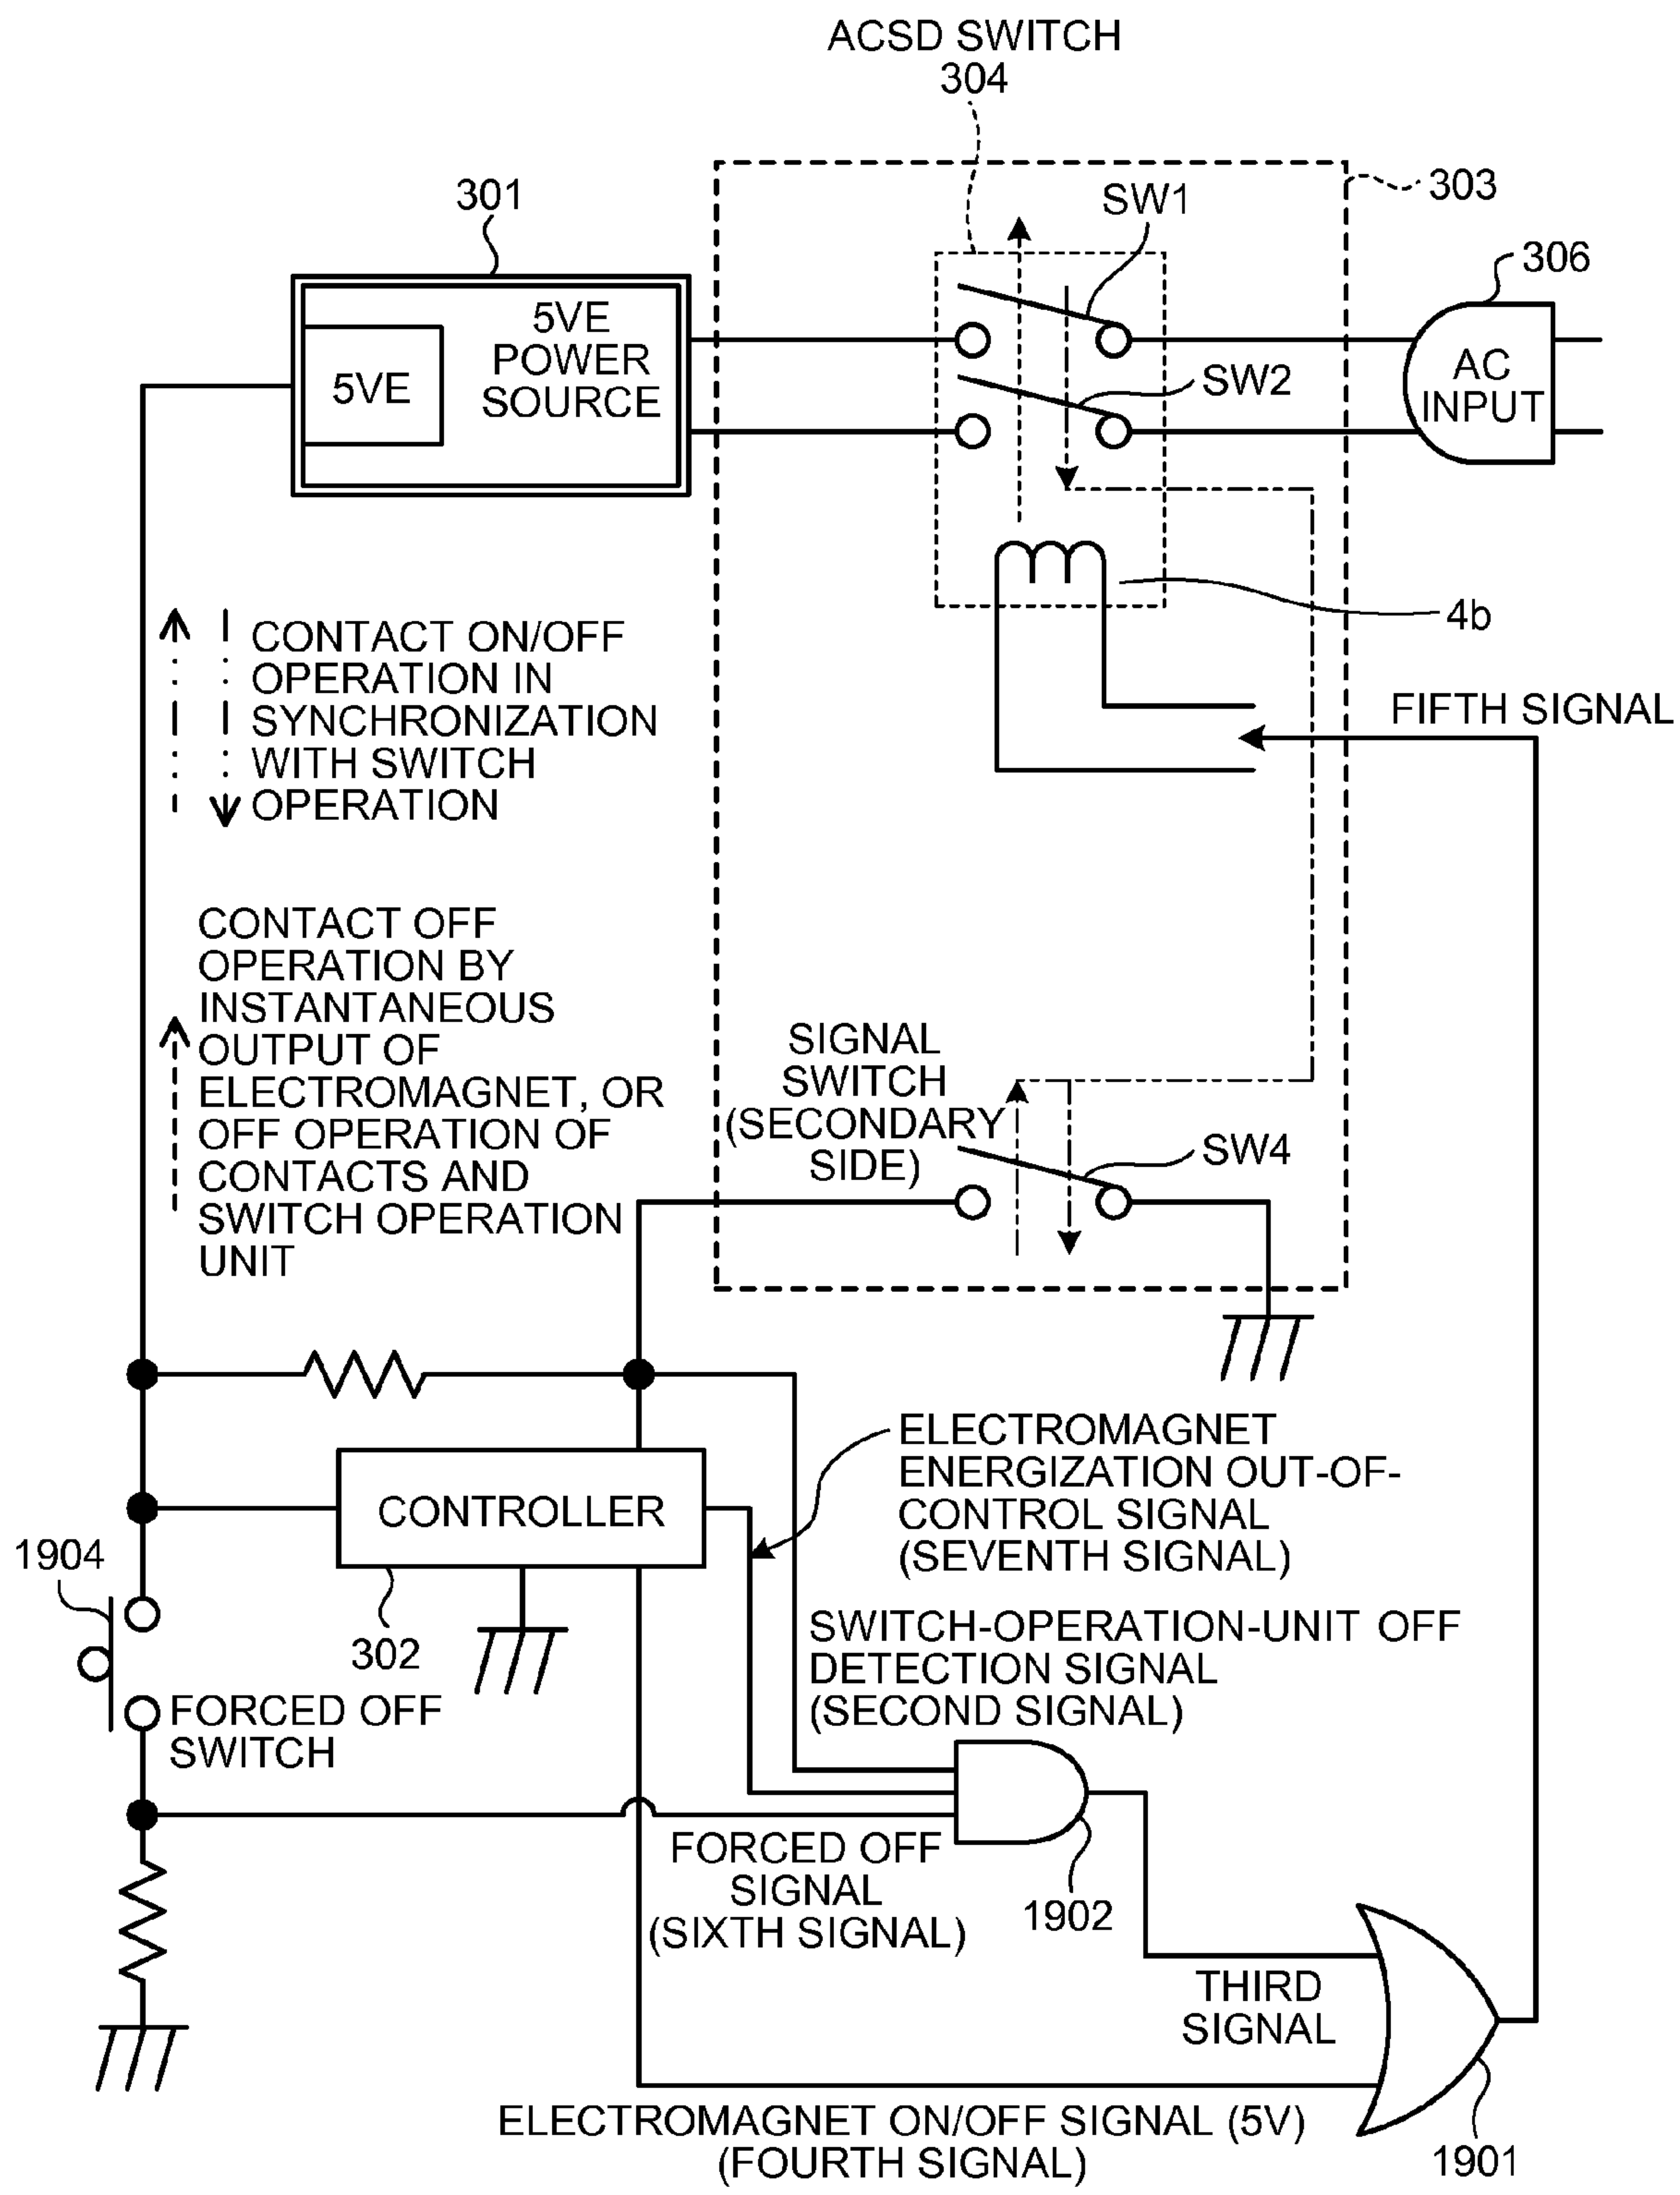 ACSD SWITCH
304
303
SW1
301
306
5VE
POWER
SOURCE
5VE
AC
INPUT
SW2
4b
CONTACT ON/OFF
OPERATION IN
SYNCHRONIZATION
WITH SWITCH
OPERATION
FIFTH SIGNAL
CONTACT OFF
OPERATION BY
INSTANTANEOUS
OUTPUT OF
ELECTROMAGNET, OR
OFF OPERATION OF
CONTACTS AND
SWITCH OPERATION
UNIT
SIGNAL
SWITCH
(SECONDARY
SIDE)
SW4
ELECTROMAGNET
ENERGIZATION OUT-OF-
CONTROL SIGNAL
(SEVENTH SIGNAL)
CONTROLLER
1904
302
SWITCH-OPERATION-UNIT OFF
DETECTION SIGNAL
(SECOND SIGNAL)
FORCED OFF
SWITCH
FORCED OFF
SIGNAL
(SIXTH SIGNAL)
1902
THIRD
SIGNAL
ELECTROMAGNET ON/OFF SIGNAL (5V)
(FOURTH SIGNAL)
1901